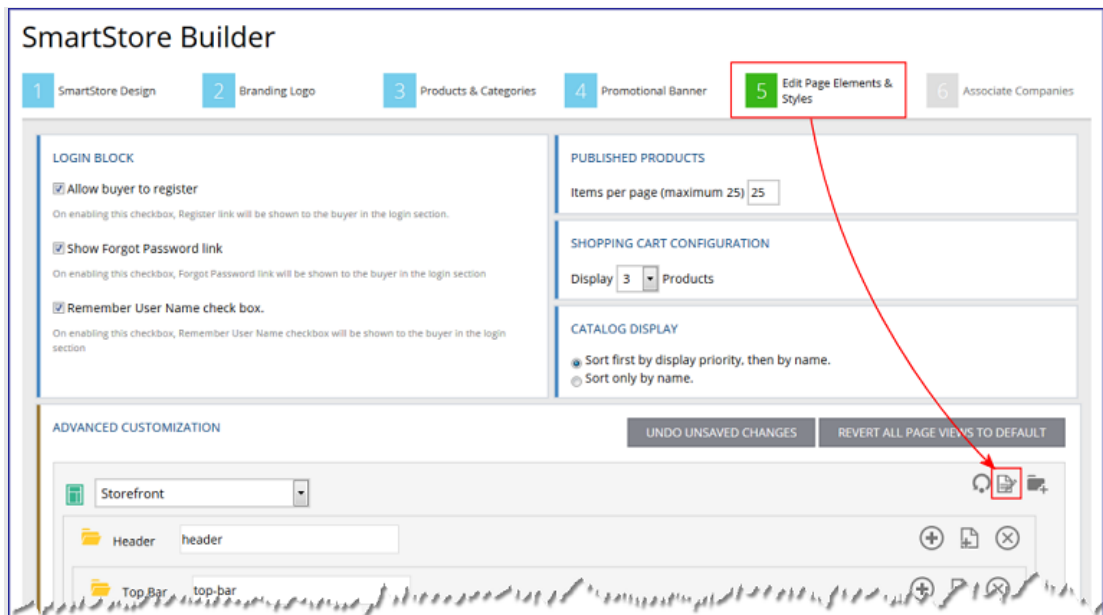 SmartStore Builder
1 SmartStore Design 2 Branding Logo 3 Products & Categories 4 Promotional Banner 5 Edit Page Elements &
Styles 6 Associate Companies
LOGIN BLOCK
Allow buyer to register
On enabling this checkbox, Register link will be shown to the buyer in the login section.
Show Forgot Password link
On enabling this checkbox, Forgot Password link will be shown to the buyer in the login section
Remember User Name check box.
On enabling this checkbox, Remember User Name checkbox will be shown to the buyer in the login
section
PUBLISHED PRODUCTS
Items per page (maximum 25) 25
SHOPPING CART CONFIGURATION
Display 3 Products
CATALOG DISPLAY
Sort first by display priority, then by name.
Sort only by name.
ADVANCED CUSTOMIZATION
UNDO UNSAVED CHANGES REVERT ALL PAGE VIEWS TO DEFAULT
Storefront
Header header
Top Bar top-bar